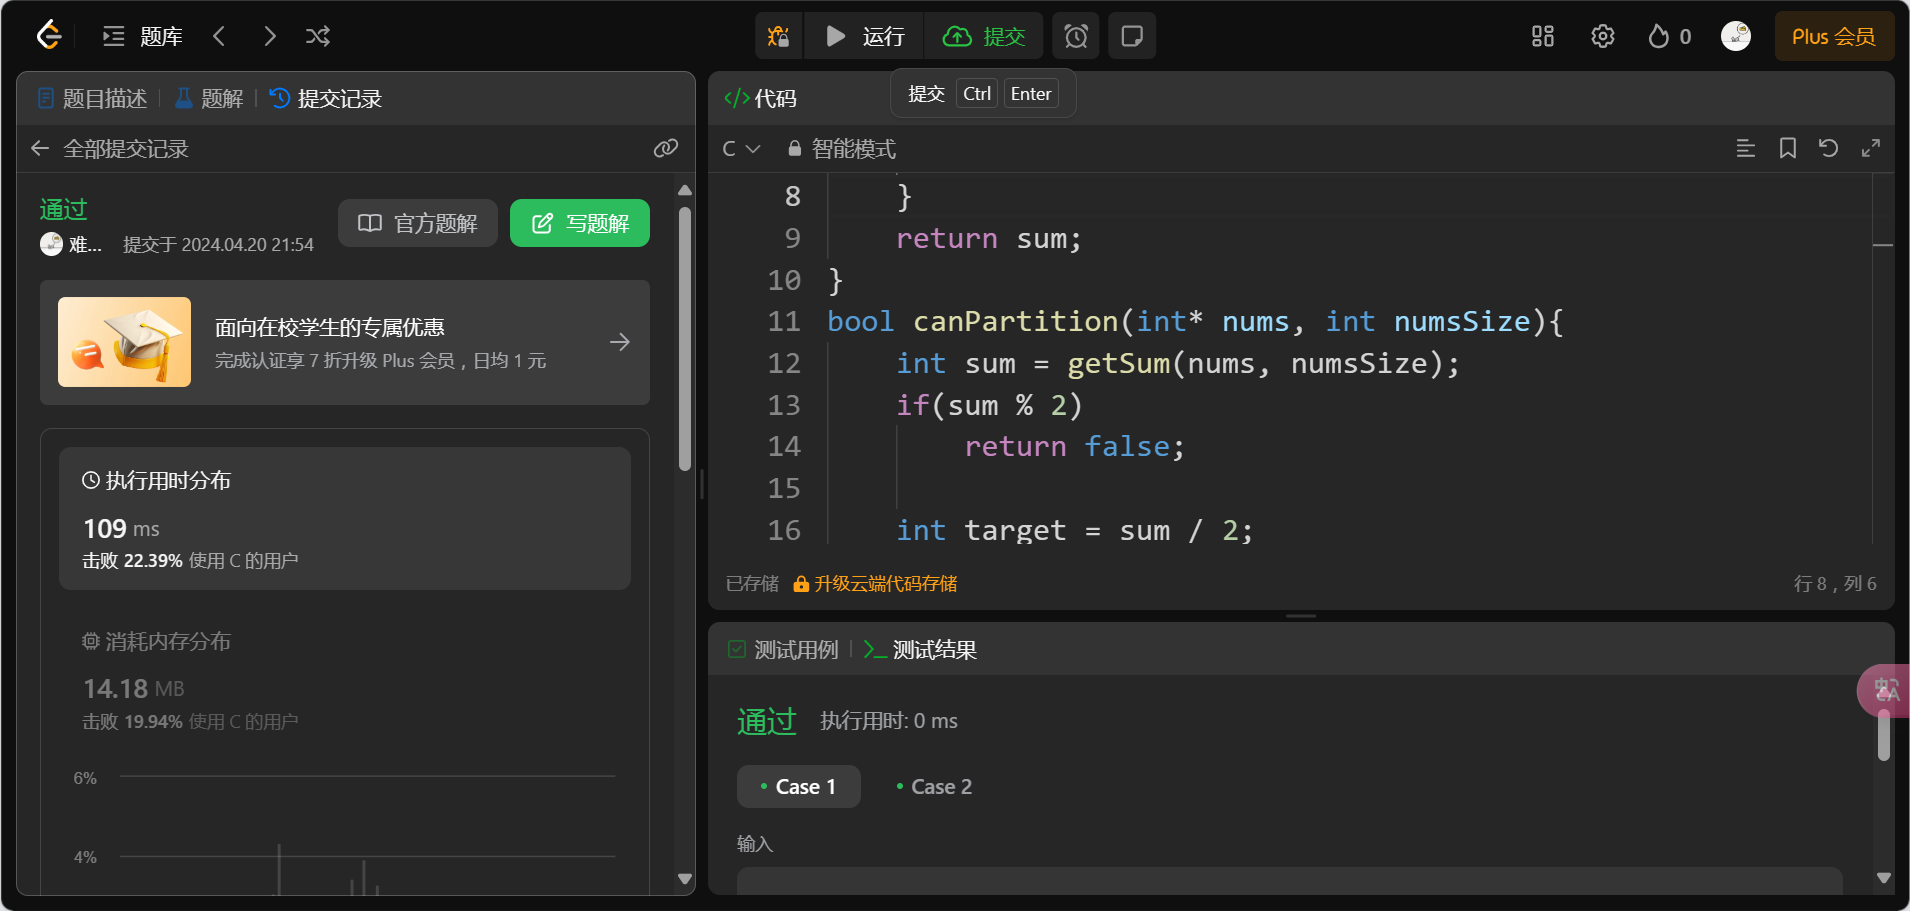 题库
运行
提交
0
Plus 会员
题目描述
题解
提交记录
全部提交记录
通过
难... 提交于 2024.04.20 21:54
官方题解
写题解
面向在校学生的专属优惠
完成认证享 7 折升级 Plus 会员，日均 1 元
执行用时分布
109 ms
击败 22.39% 使用 C 的用户
消耗内存分布
14.18 MB
击败 19.94% 使用 C 的用户
6%
4%
</> 代码
提交 Ctrl Enter
C 智能模式
8 }
9 return sum;
10 }
11 bool canPartition(int* nums, int numsSize){
12 int sum = getSum(nums, numsSize);
13 if(sum % 2)
14 return false;
15
16 int target = sum / 2;
已存储 升级云端代码存储
行 8，列 6
测试用例
测试结果
通过 执行用时: 0 ms
• Case 1
• Case 2
输入